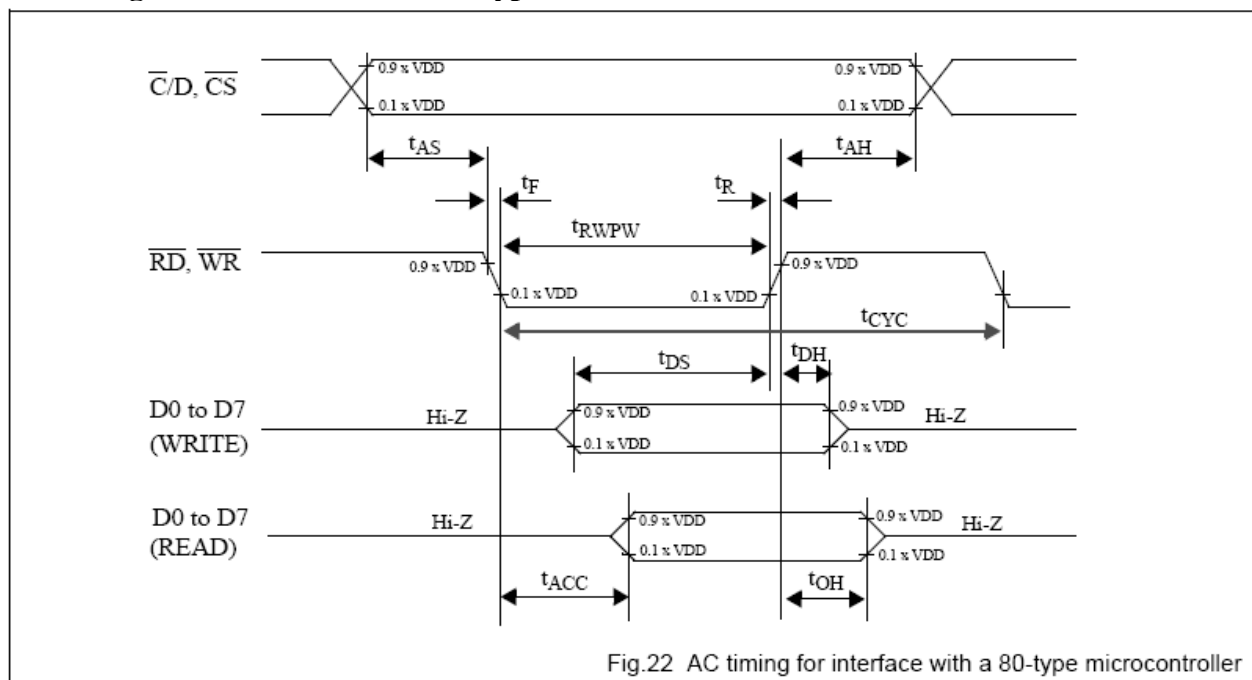 C̅/D, C̅S̅
0.9 x VDD
0.9 x VDD
0.1 x VDD
0.1 x VDD
tAS
tAH
tF
tR
tRWPW
R̅D̅, W̅R̅
0.9 x VDD
0.9 x VDD
0.1 x VDD
0.1 x VDD
tCYC
tDS
tDH
D0 to D7
(WRITE)
Hi-Z
0.9 x VDD
0.1 x VDD
0.9 x VDD
0.1 x VDD
Hi-Z
D0 to D7
(READ)
Hi-Z
0.9 x VDD
0.1 x VDD
0.9 x VDD
0.1 x VDD
Hi-Z
tACC
tOH
Fig.22 AC timing for interface with a 80-type microcontroller